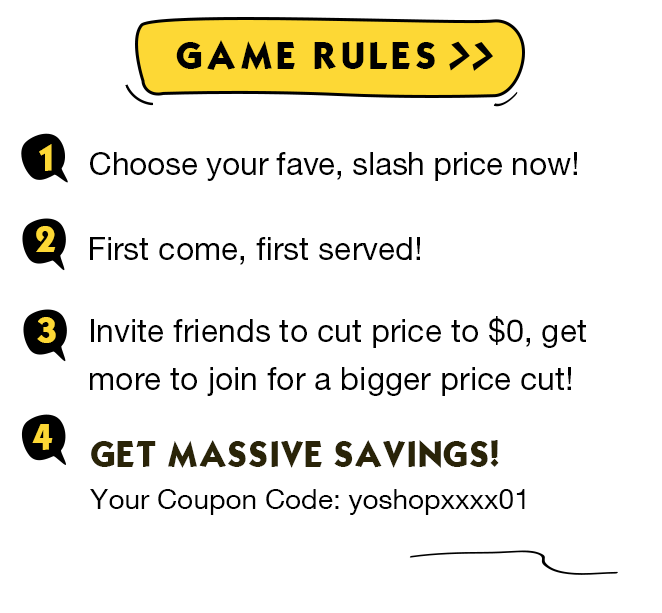 GAME RULES >>
1 Choose your fave, slash price now!
2 First come, first served!
3 Invite friends to cut price to $0, get
more to join for a bigger price cut!
4 GET MASSIVE SAVINGS!
Your Coupon Code: yoshopxxxx01